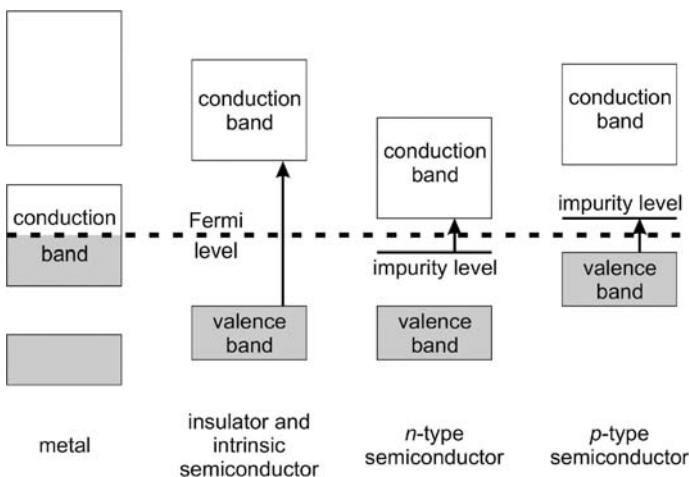 conduction
band
Fermi
level
metal
conduction
band
valence
band
insulator and
intrinsic
semiconductor
conduction
band
impurity level
valence
band
n-type
semiconductor
conduction
band
impurity level
valence
band
p-type
semiconductor